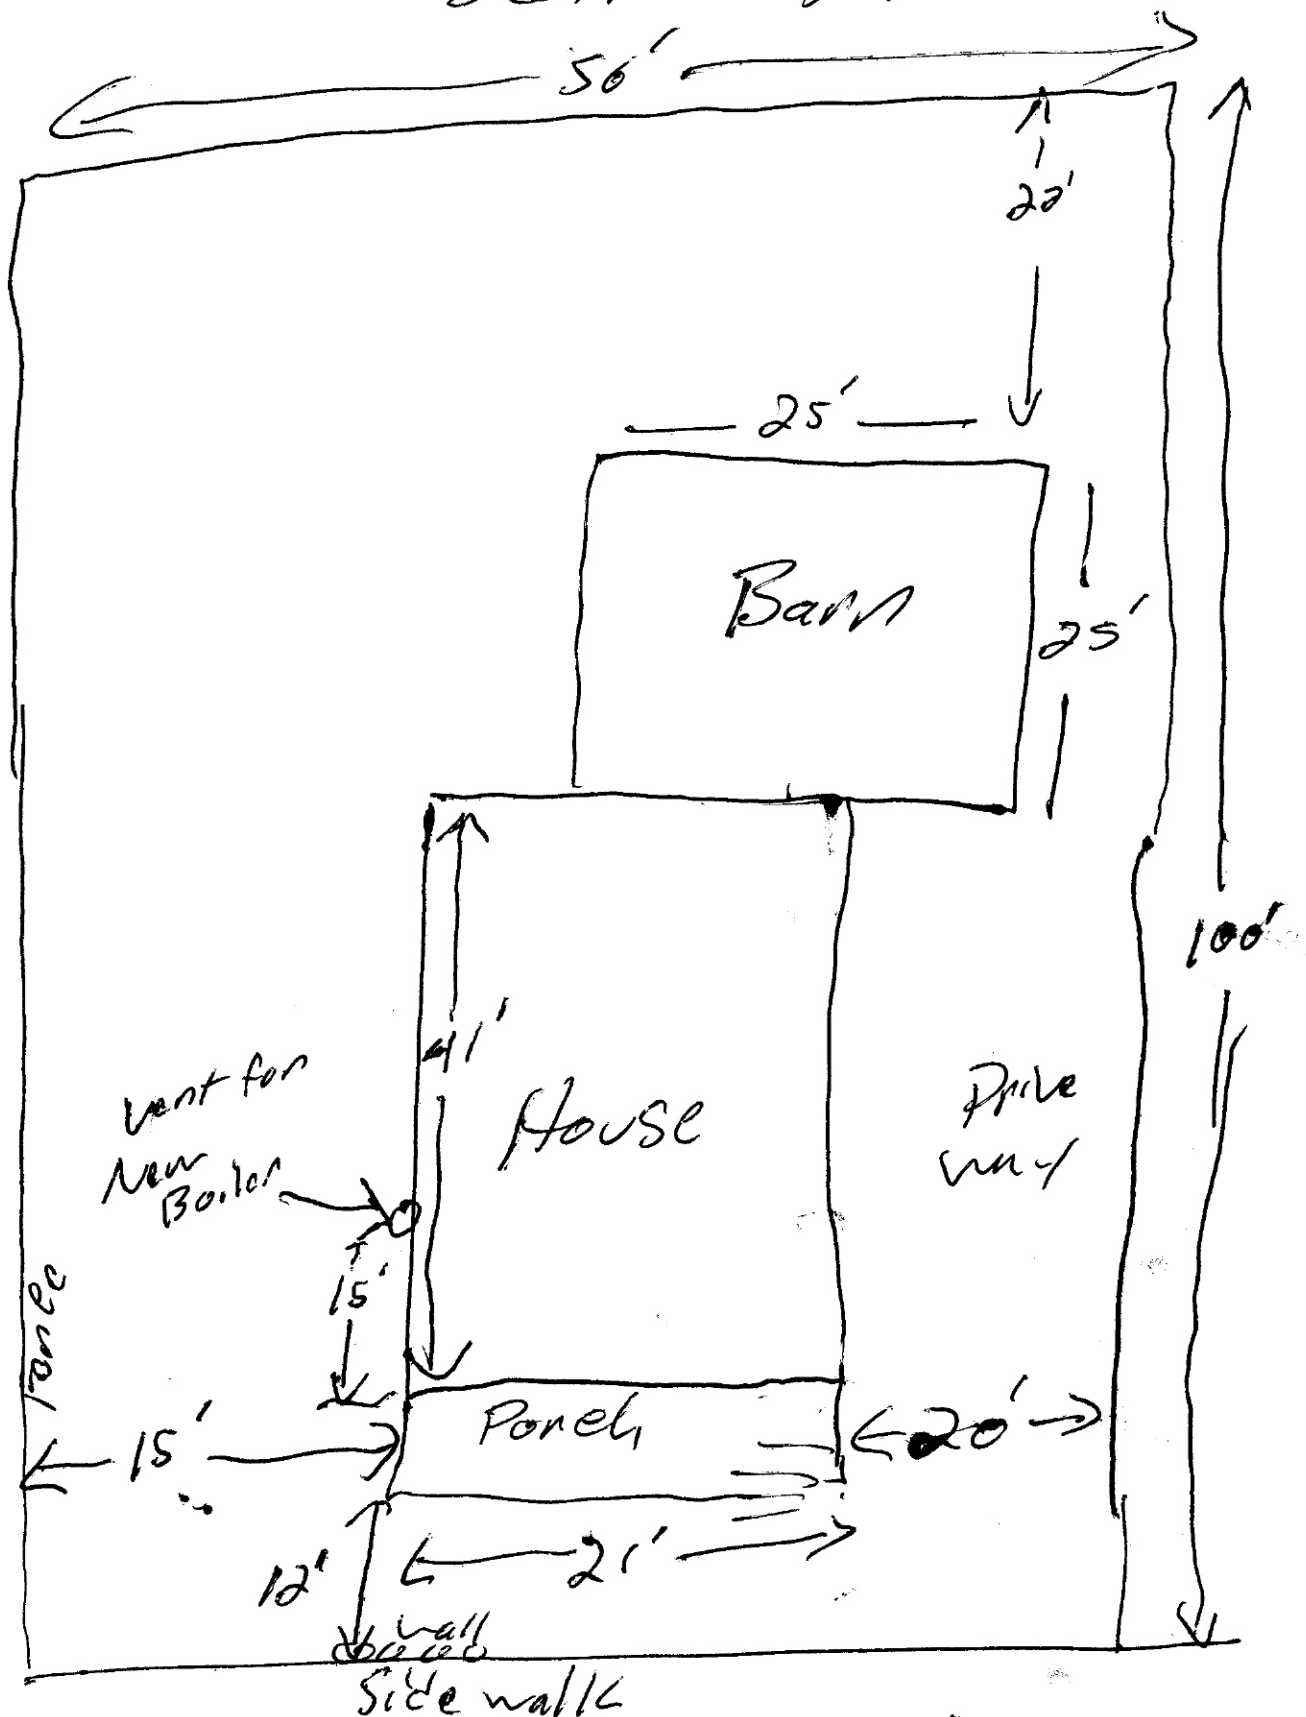 56'
22'
25'
Barn
25'
100'
41'
Vent for
New
Boiler
House
Drive
way
15'
Fence
Porch
15'
20'
21'
12'
Wall
Side walk